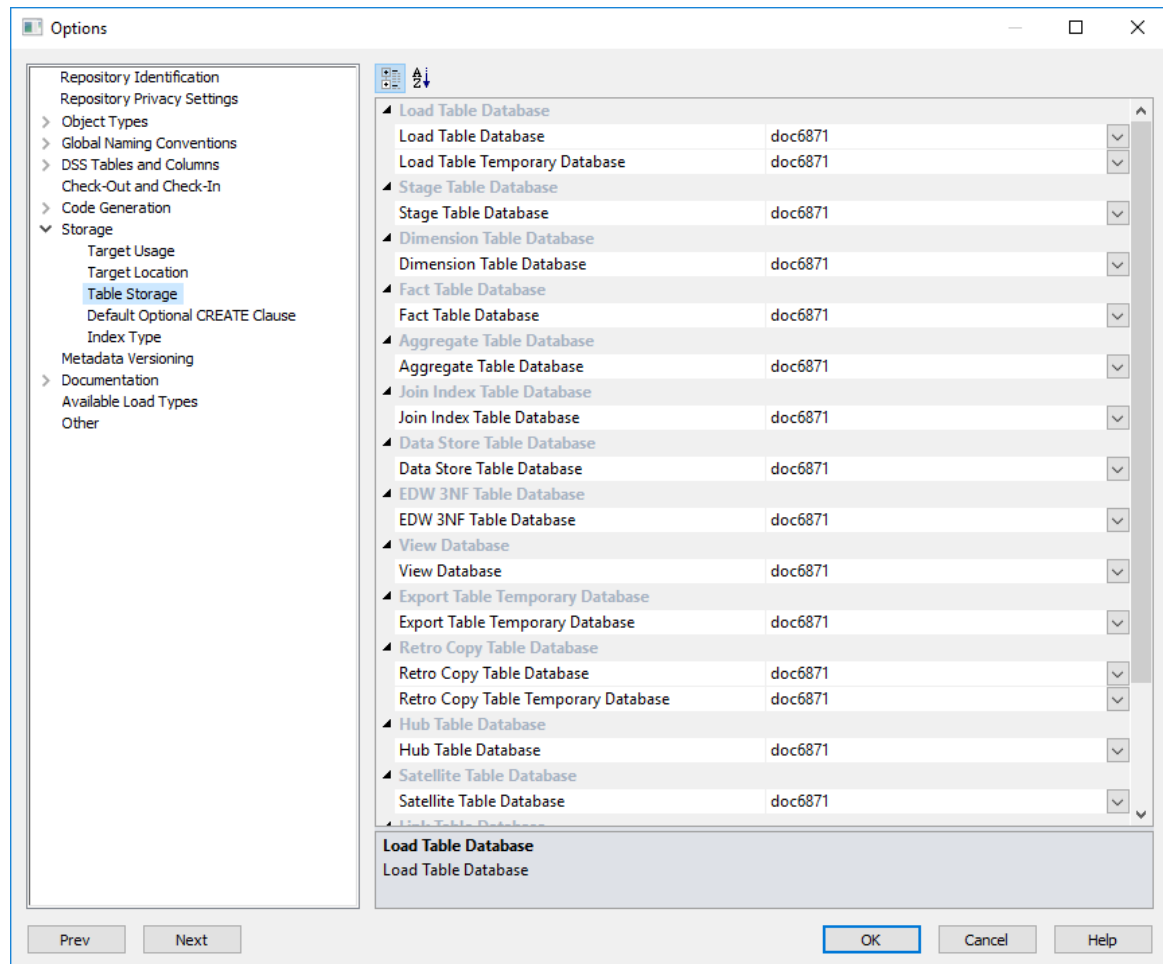 Options
Repository Identification
Repository Privacy Settings
Object Types
Global Naming Conventions
DSS Tables and Columns
Check-Out and Check-In
Code Generation
Storage
Target Usage
Target Location
Table Storage
Default Optional CREATE Clause
Index Type
Metadata Versioning
Documentation
Available Load Types
Other
Load Table Database
Load Table Database doc6871
Load Table Temporary Database doc6871
Stage Table Database
Stage Table Database doc6871
Dimension Table Database
Dimension Table Database doc6871
Fact Table Database
Fact Table Database doc6871
Aggregate Table Database
Aggregate Table Database doc6871
Join Index Table Database
Join Index Table Database doc6871
Data Store Table Database
Data Store Table Database doc6871
EDW 3NF Table Database
EDW 3NF Table Database doc6871
View Database
View Database doc6871
Export Table Temporary Database
Export Table Temporary Database doc6871
Retro Copy Table Database
Retro Copy Table Database doc6871
Retro Copy Table Temporary Database doc6871
Hub Table Database
Hub Table Database doc6871
Satellite Table Database
Satellite Table Database doc6871
Link Table Database
Load Table Database
Load Table Database
Prev Next OK Cancel Help